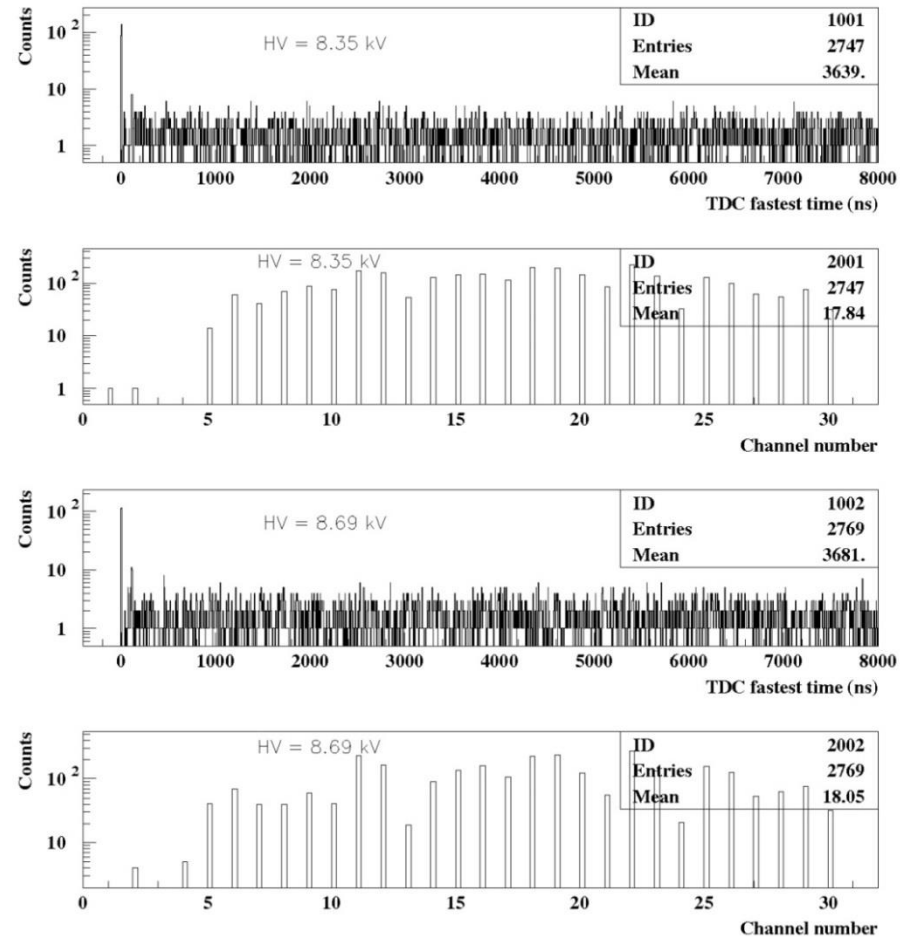 Counts
10 2
10
1
HV = 8.35 kV
ID 1001
Entries 2747
Mean 3639.
0 1000 2000 3000 4000 5000 6000 7000 8000
TDC fastest time (ns)
Counts
10 2
10
1
HV = 8.35 kV
ID 2001
Entries 2747
Mean 17.84
0 5 10 15 20 25 30
Channel number
Counts
10 2
10
1
HV = 8.69 kV
ID 1002
Entries 2769
Mean 3681.
0 1000 2000 3000 4000 5000 6000 7000 8000
TDC fastest time (ns)
Counts
10 2
10
HV = 8.69 kV
ID 2002
Entries 2769
Mean 18.05
0 5 10 15 20 25 30
Channel number